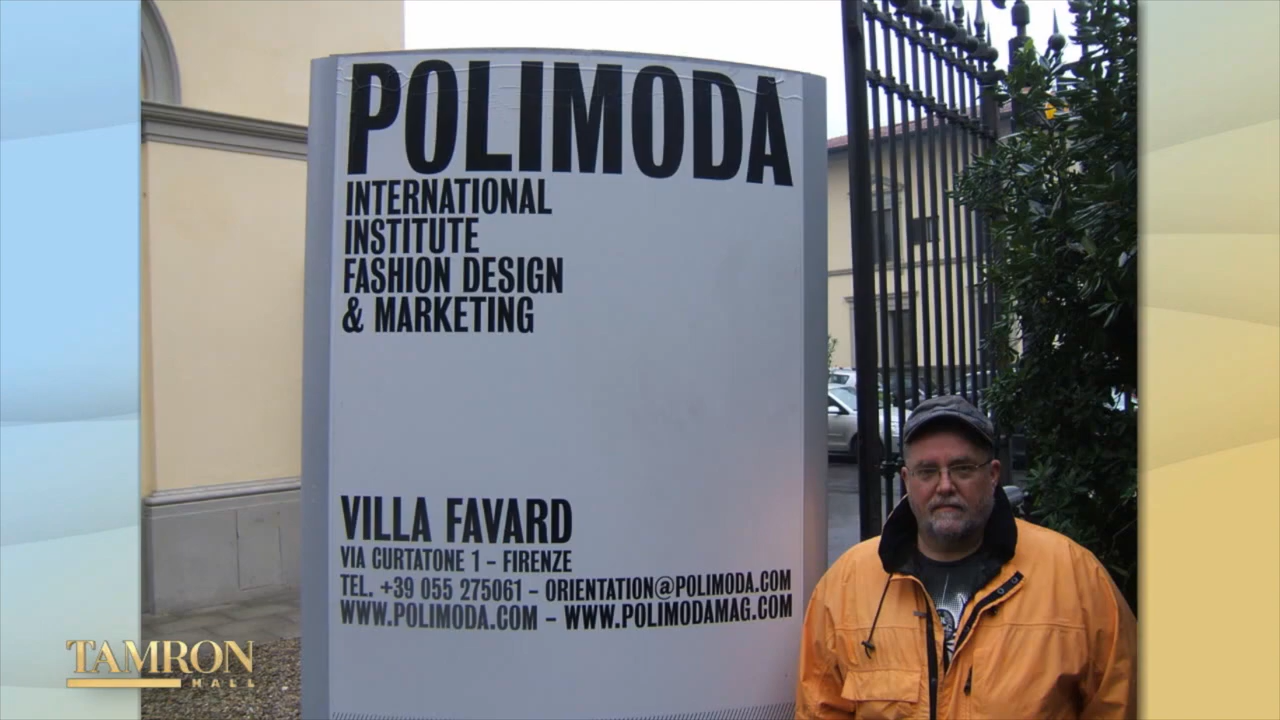 POLIMODA
INTERNATIONAL
INSTITUTE
FASHION DESIGN
& MARKETING
VILLA FAVARD
VIA CURTATONE 1 - FIRENZE
TEL. +39 055 275061 - ORIENTATION@POLIMODA.COM
WWW.POLIMODA.COM - WWW.POLIMODAMAG.COM
TAMRON
HALL